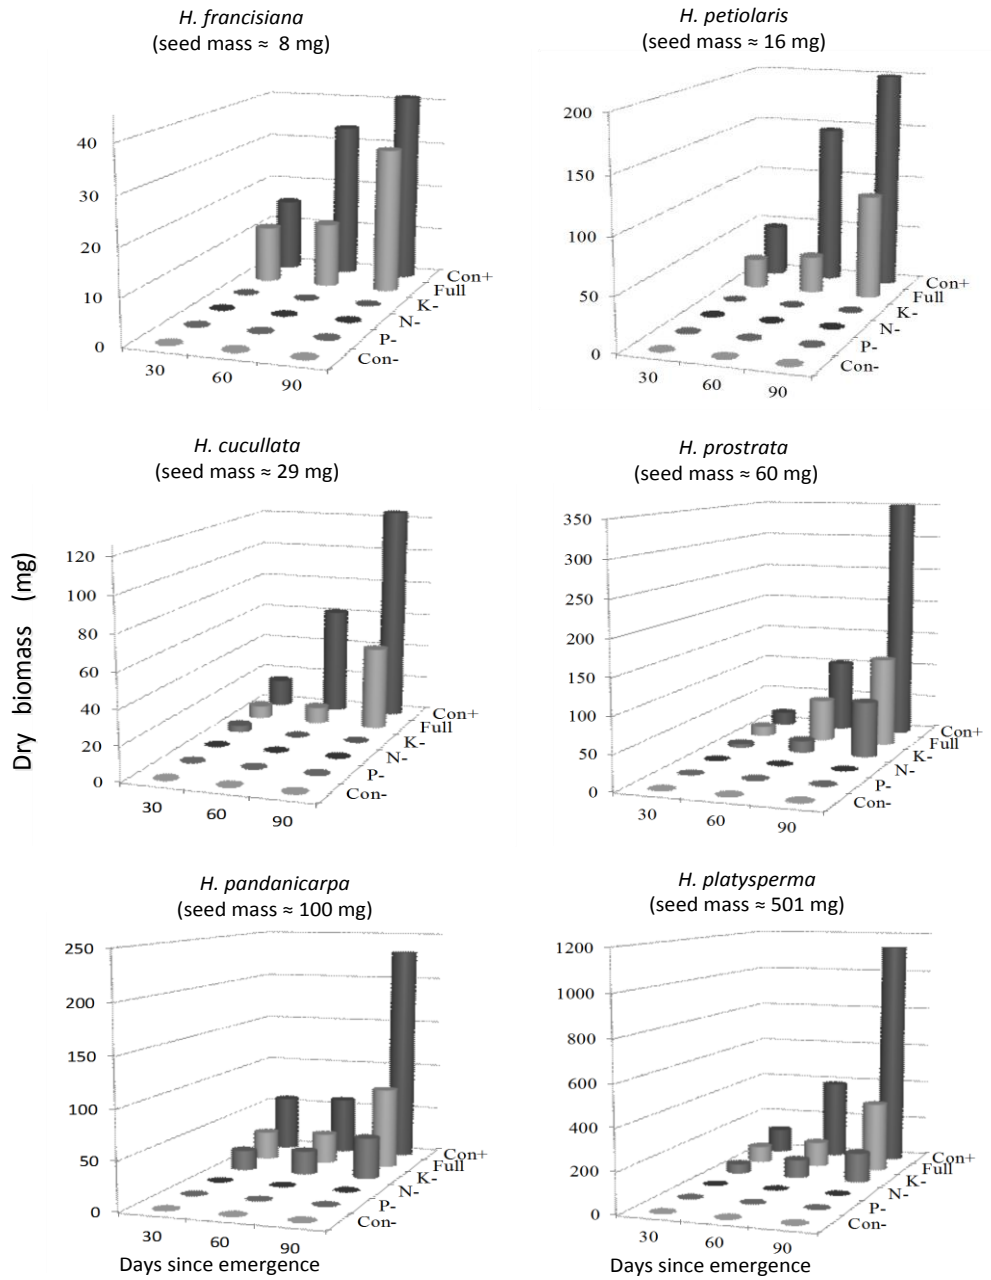 H. francisiana
(seed mass ≈ 8 mg)
40
30
20
10
0
30
60
90
Con+
Full
K-
N-
P-
Con-
H. petiolaris
(seed mass ≈ 16 mg)
200
150
100
50
0
30
60
90
Con+
Full
K-
N-
P-
Con-
Dry biomass (mg)
H. cucullata
(seed mass ≈ 29 mg)
120
100
80
60
40
20
0
30
60
90
Con+
Full
K-
N-
P-
Con-
H. prostrata
(seed mass ≈ 60 mg)
350
300
250
200
150
100
50
0
30
60
90
Con+
Full
K-
N-
P-
Con-
H. pandanicarpa
(seed mass ≈ 100 mg)
250
200
150
100
50
0
30
60
90
Con+
Full
K-
N-
P-
Con-
Days since emergence
H. platysperma
(seed mass ≈ 501 mg)
1200
1000
800
600
400
200
0
30
60
90
Con+
Full
K-
N-
P-
Con-
Days since emergence